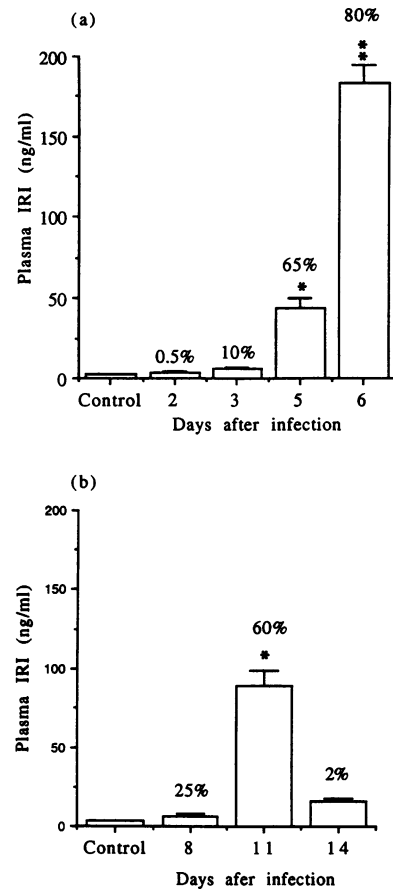 (a)
80%
*
*
200
150
100
50
0
Plasma IRI (ng/ml)
0.5%
10%
65%
*
Control 2 3 5 6
Days after infection
(b)
200
150
100
50
0
Plasma IRI (ng/ml)
25%
60%
*
2%
Control 8 11 14
Days afer infection